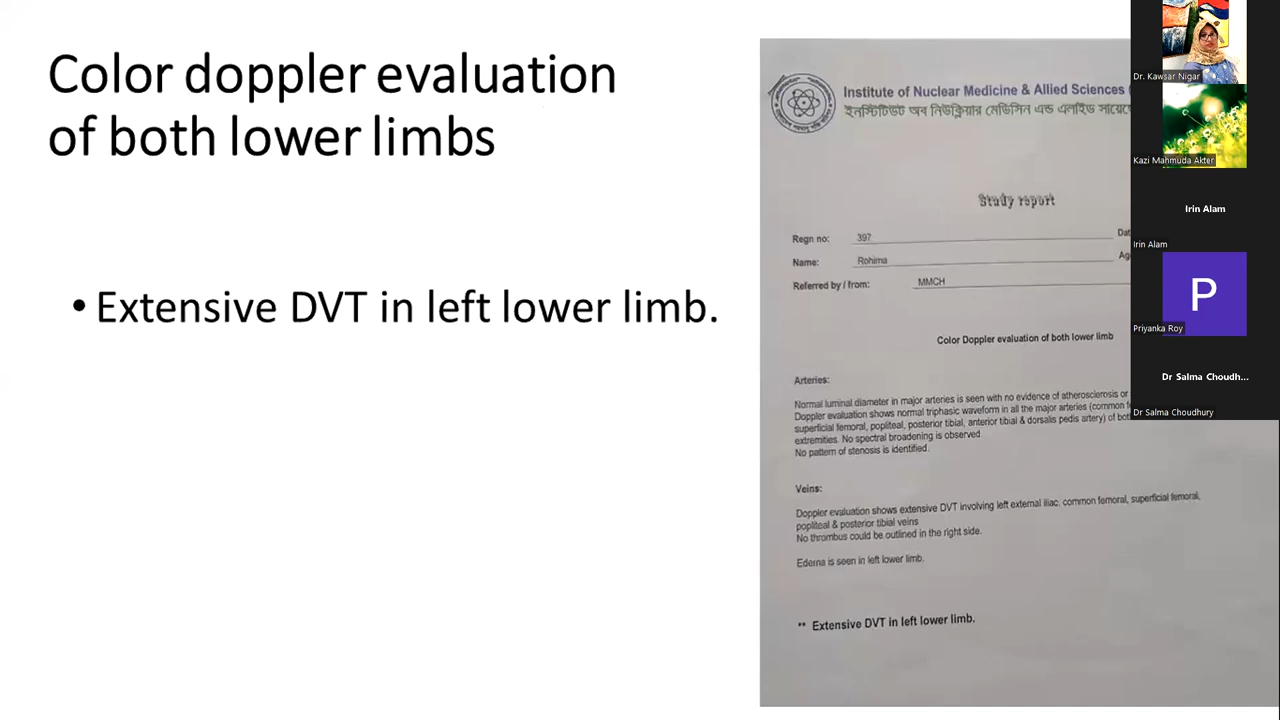 Color doppler evaluation
of both lower limbs
• Extensive DVT in left lower limb.
Institute of Nuclear Medicine & Allied Sciences (
ইনস্টিটিউট অব নিউক্লিয়ার মেডিসিন এন্ড এলাইড সায়েন্সে
Study report
Regn no: 397
Name: Rohima
Referred by / from: MMCH
Color Doppler evaluation of both lower limb
Arteries:
Normal luminal diameter in major arteries is seen with no evidence of atherosclerosis or
Doppler evaluation shows normal triphasic waveform in all the major arteries (common
superficial femoral, popliteal, posterior tibial, anterior tibial & dorsalis pedis artery) of
extremities. No spectral broadening is observed
No pattern of stenosis is identified.
Veins:
Doppler evaluation shows extensive DVT involving left external iliac, common femoral, superficial femoral,
popliteal & posterior tibial veins
No thrombus could be outlined in the right side.
Edema is seen in left lower limb.
** Extensive DVT in left lower limb.
Dr. Kawsar Nigar
Kazi Mahmuda Akter
Irin Alam
Irin Alam
P
Priyanka Roy
Dr Salma Choudh...
Dr Salma Choudhury